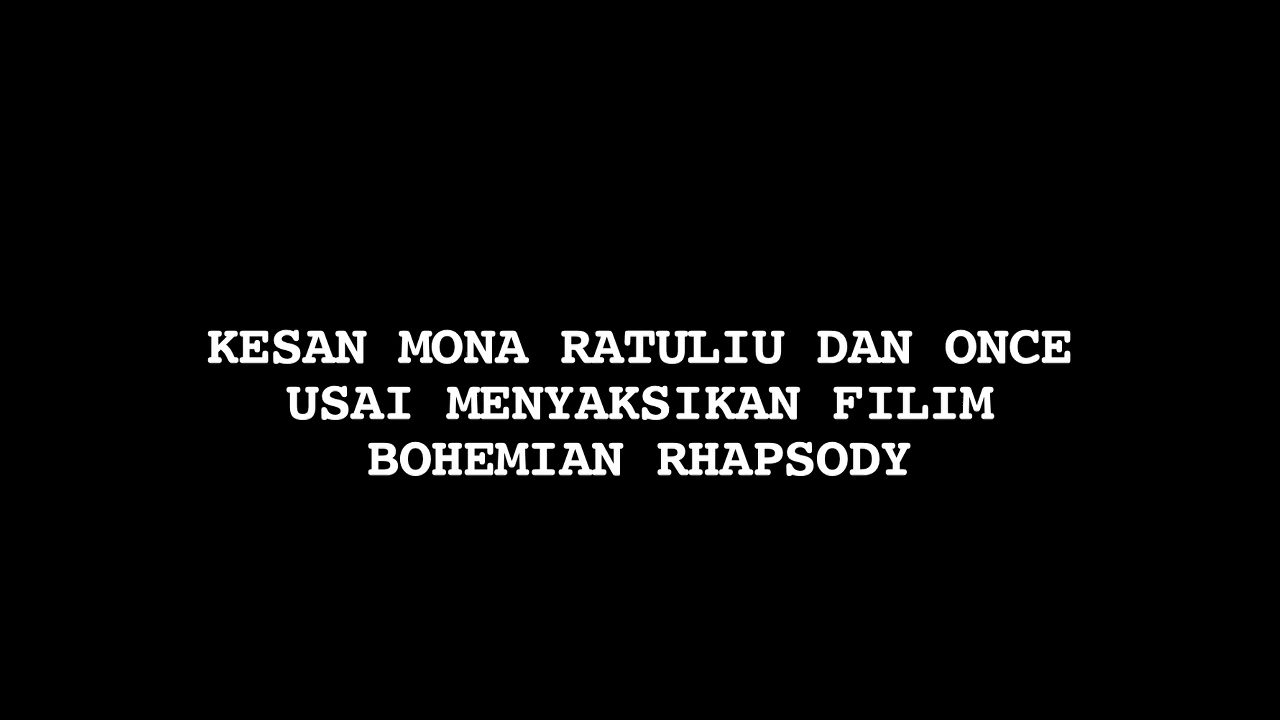 KESAN MONA RATULIU DAN ONCE
USAI MENYAKSIKAN FILIM
BOHEMIAN RHAPSODY